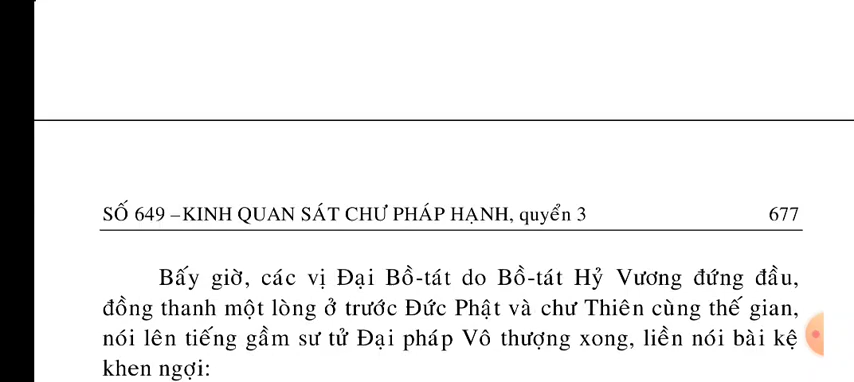 SỐ 649 –KINH QUAN SÁT CHƯ PHÁP HẠNH, quyển 3 677
Bấy giờ, các vị Đại Bồ-tát do Bồ-tát Hỷ Vương đứng đầu,
đồng thanh một lòng ở trước Đức Phật và chư Thiên cùng thế gian,
nói lên tiếng gầm sư tử Đại pháp Vô thượng xong, liền nói bài kệ
khen ngợi: